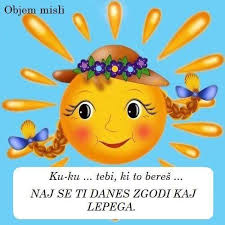 Objem misli
Ku-ku ... tebi, ki to bereš ...
NAJ SE TI DANES ZGODI KAJ
LEPEGA.